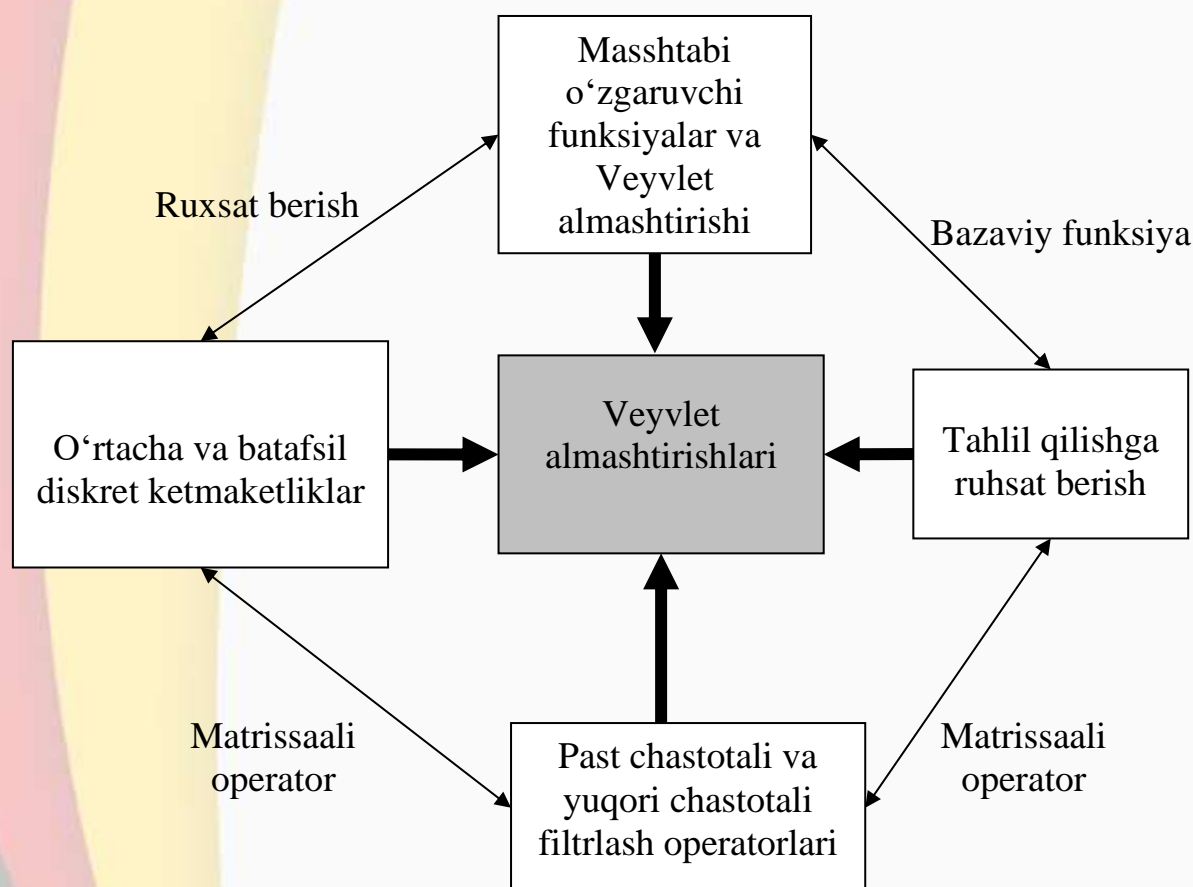 Masshtabi
o‘zgaruvchi
funksiyalar va
Veyvlet
almashtirishi
Ruxsat berish
Bazaviy funksiya
O‘rtacha va batafsil
diskret ketmaketliklar
Veyvlet
almashtirishlari
Tahlil qilishga
ruhsat berish
Matrissaali
operator
Past chastotali va
yuqori chastotali
filtrlash operatorlari
Matrissaali
operator